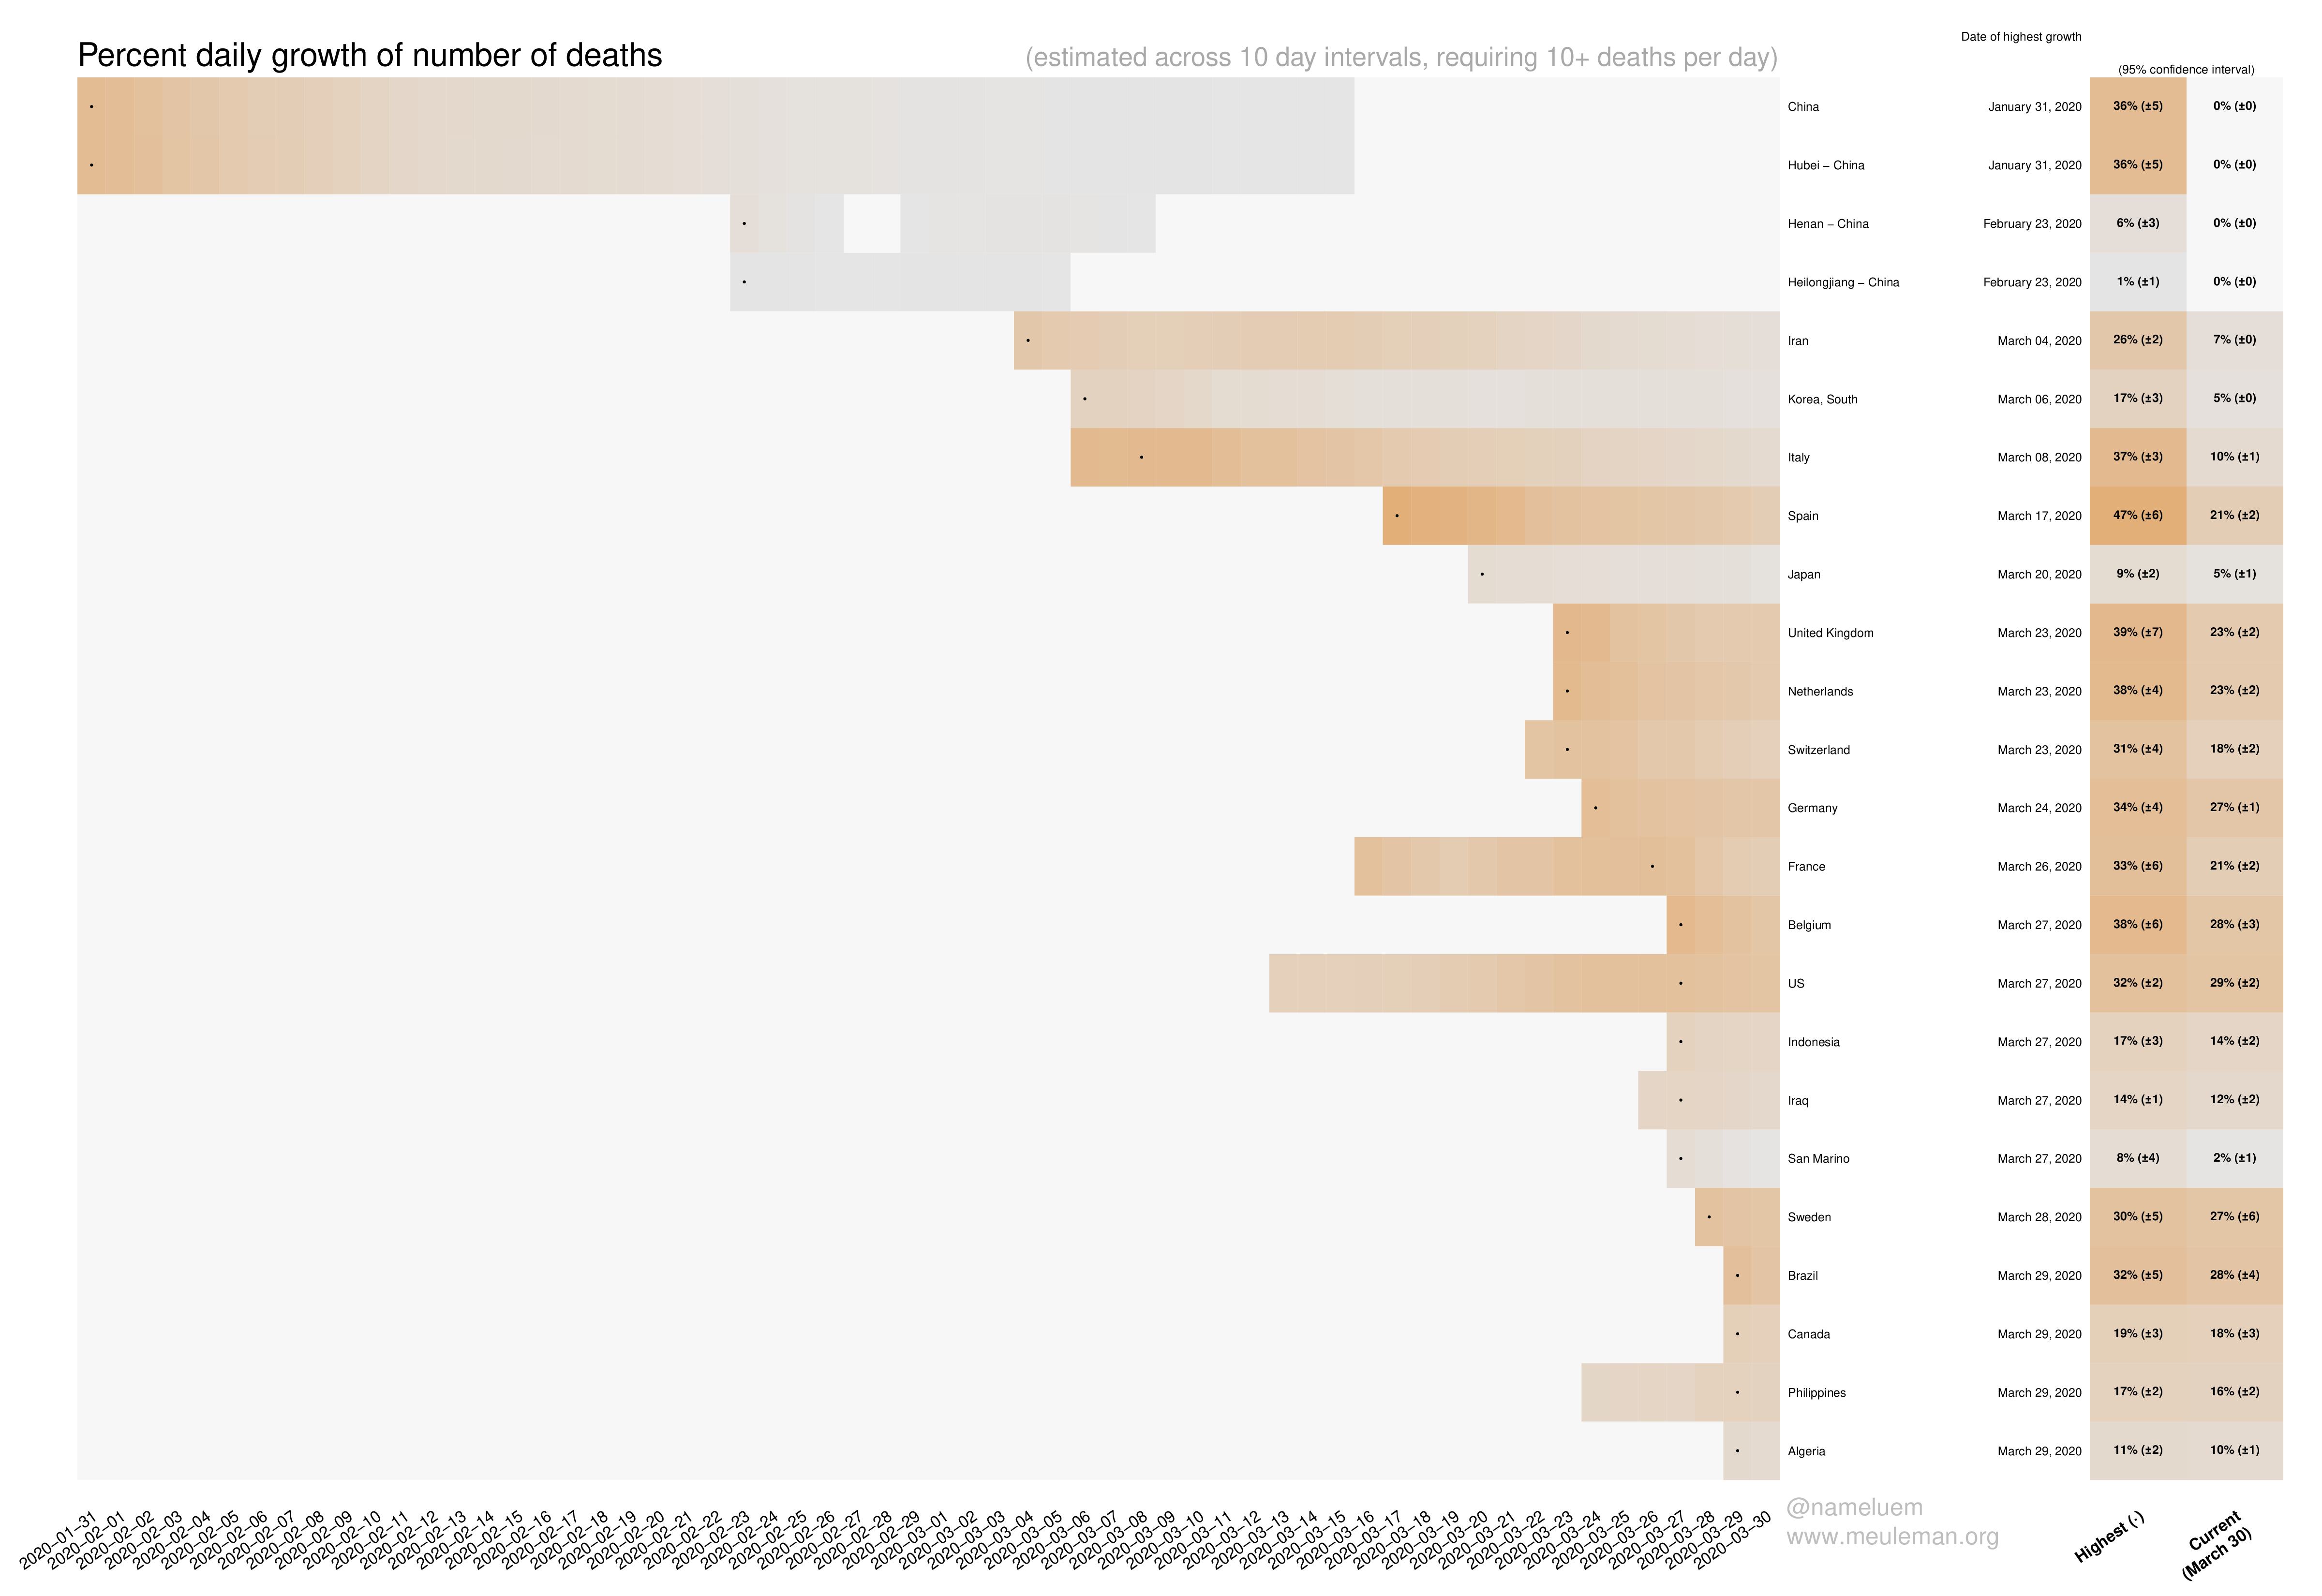 Date of highest growth
Percent daily growth of number of deaths (estimated across 10 day intervals, requiring 10+ deaths per day)
(95% confidence interval)
China January 31, 2020 36% (±5) 0% (±0)
Hubei − China January 31, 2020 36% (±5) 0% (±0)
Henan − China February 23, 2020 6% (±3) 0% (±0)
Heilongjiang − China February 23, 2020 1% (±1) 0% (±0)
Iran March 04, 2020 26% (±2) 7% (±0)
Korea, South March 06, 2020 17% (±3) 5% (±0)
Italy March 08, 2020 37% (±3) 10% (±1)
Spain March 17, 2020 47% (±6) 21% (±2)
Japan March 20, 2020 9% (±2) 5% (±1)
United Kingdom March 23, 2020 39% (±7) 23% (±2)
Netherlands March 23, 2020 38% (±4) 23% (±2)
Switzerland March 23, 2020 31% (±4) 18% (±2)
Germany March 24, 2020 34% (±4) 27% (±1)
France March 26, 2020 33% (±6) 21% (±2)
Belgium March 27, 2020 38% (±6) 28% (±3)
US March 27, 2020 32% (±2) 29% (±2)
Indonesia March 27, 2020 17% (±3) 14% (±2)
Iraq March 27, 2020 14% (±1) 12% (±2)
San Marino March 27, 2020 8% (±4) 2% (±1)
Sweden March 28, 2020 30% (±5) 27% (±6)
Brazil March 29, 2020 32% (±5) 28% (±4)
Canada March 29, 2020 19% (±3) 18% (±3)
Philippines March 29, 2020 17% (±2) 16% (±2)
Algeria March 29, 2020 11% (±2) 10% (±1)
2020−01−31
2020−02−01
2020−02−02
2020−02−03
2020−02−04
2020−02−05
2020−02−06
2020−02−07
2020−02−08
2020−02−09
2020−02−10
2020−02−11
2020−02−12
2020−02−13
2020−02−14
2020−02−15
2020−02−16
2020−02−17
2020−02−18
2020−02−19
2020−02−20
2020−02−21
2020−02−22
2020−02−23
2020−02−24
2020−02−25
2020−02−26
2020−02−27
2020−02−28
2020−02−29
2020−03−01
2020−03−02
2020−03−03
2020−03−04
2020−03−05
2020−03−06
2020−03−07
2020−03−08
2020−03−09
2020−03−10
2020−03−11
2020−03−12
2020−03−13
2020−03−14
2020−03−15
2020−03−16
2020−03−17
2020−03−18
2020−03−19
2020−03−20
2020−03−21
2020−03−22
2020−03−23
2020−03−24
2020−03−25
2020−03−26
2020−03−27
2020−03−28
2020−03−29
2020−03−30
@nameluem
www.meuleman.org
Highest (·)
Current
(March 30)